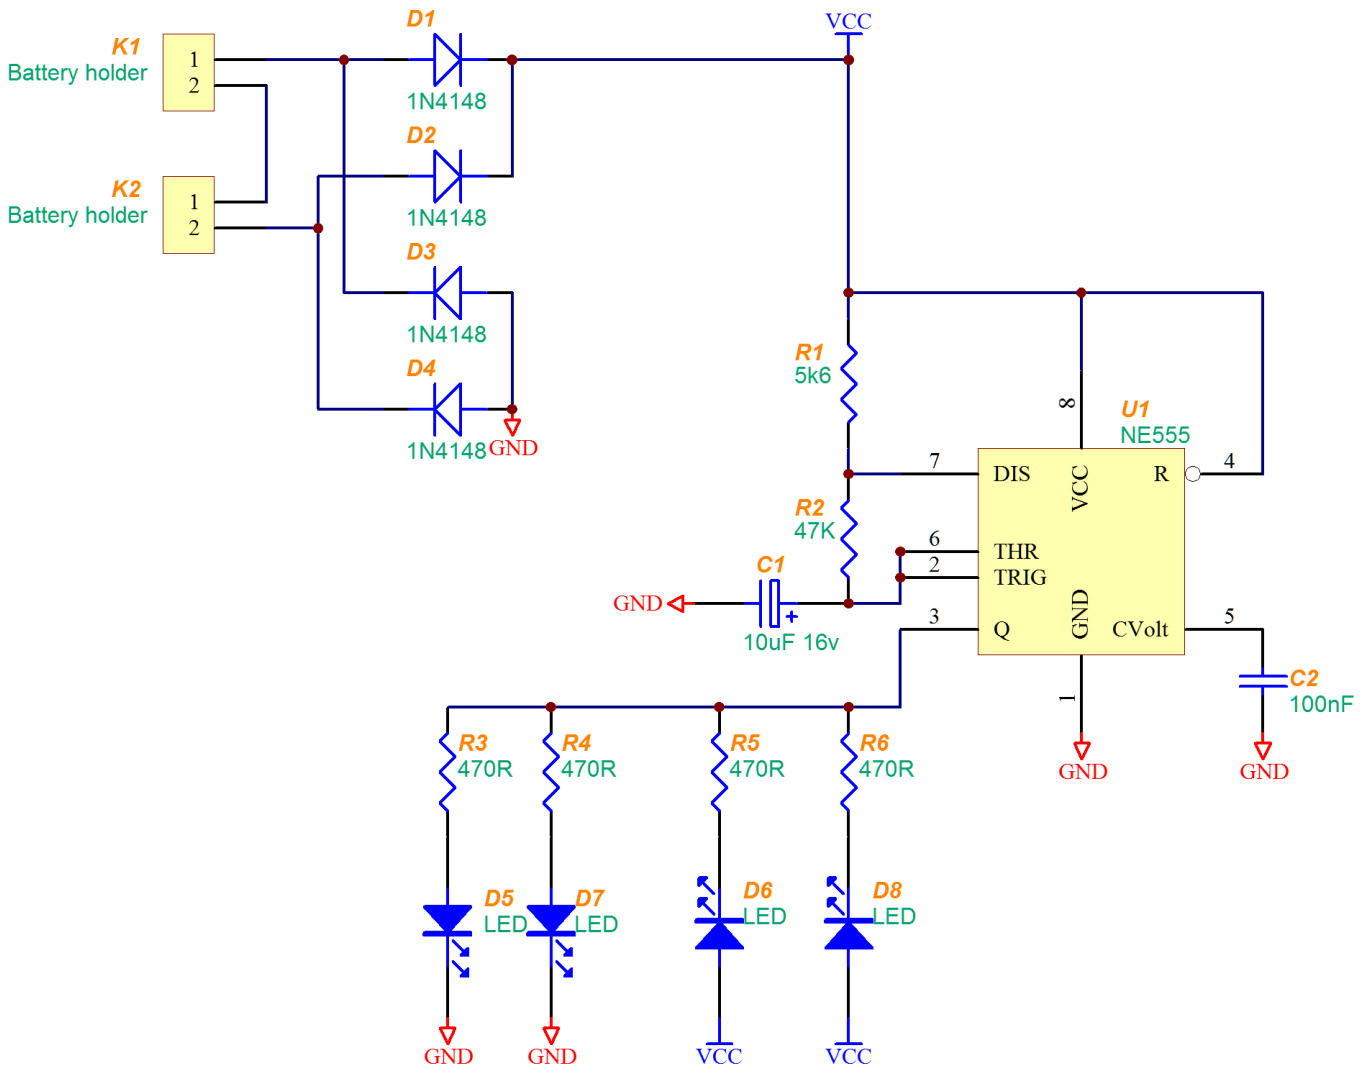 D1
VCC
K1
Battery holder
1
2
1N4148
D2
K2
Battery holder
1
2
1N4148
D3
1N4148
D4
1N4148
GND
R1
5k6
8
U1
NE555
7
DIS
VCC
R
4
R2
47K
6
THR
2
TRIG
C1
GND
+
10uF 16v
3
Q
GND
CVolt
5
1
C2
100nF
GND
GND
R3
470R
R4
470R
R5
470R
R6
470R
D5
LED
D7
LED
D6
LED
D8
LED
GND
GND
VCC
VCC